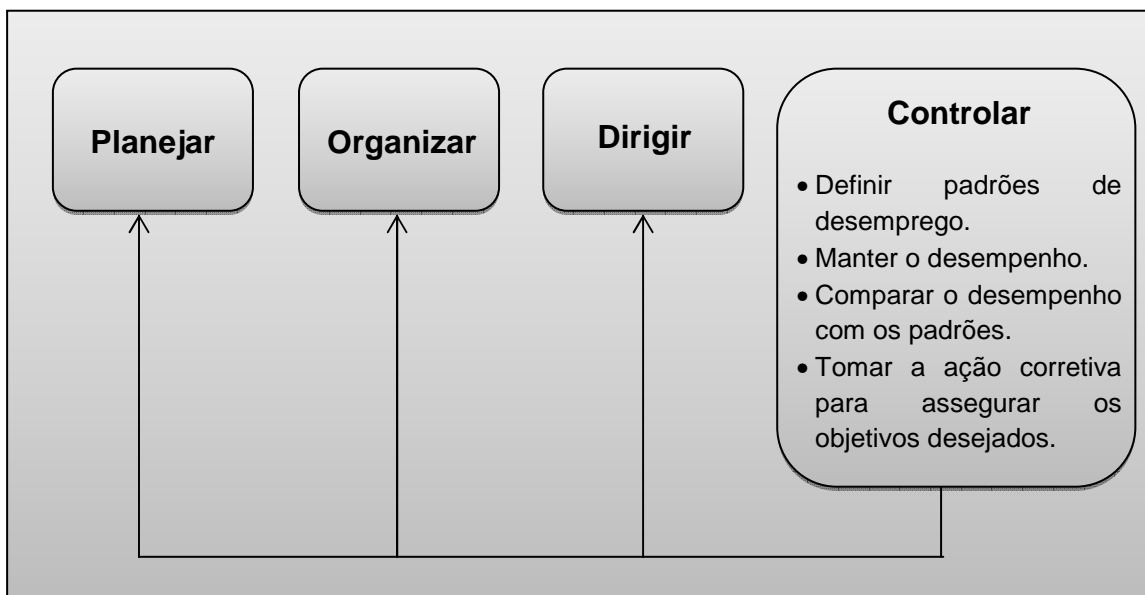 Planejar
Organizar
Dirigir
Controlar
• Definir padrões de
desemprego.
• Manter o desempenho.
• Comparar o desempenho
com os padrões.
• Tomar a ação corretiva
para assegurar os
objetivos desejados.